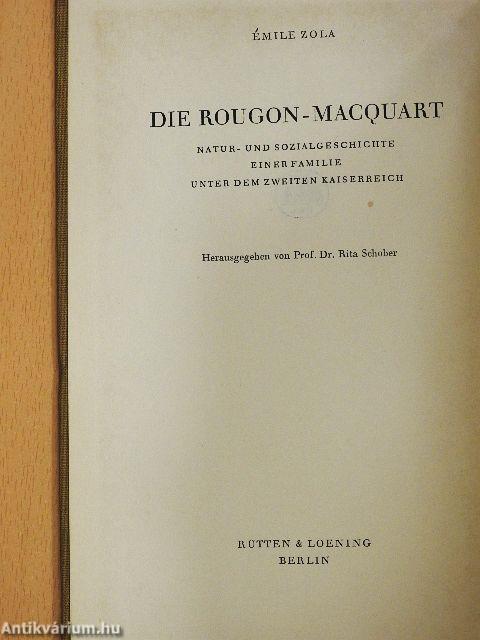 ÉMILE ZOLA
DIE ROUGON-MACQUART
NATUR- UND SOZIALGESCHICHTE
EINER FAMILIE
UNTER DEM ZWEITEN KAISERREICH
Herausgegeben von Prof. Dr. Rita Schober
RÜTTEN & LOENING
BERLIN
Antikvárium.hu